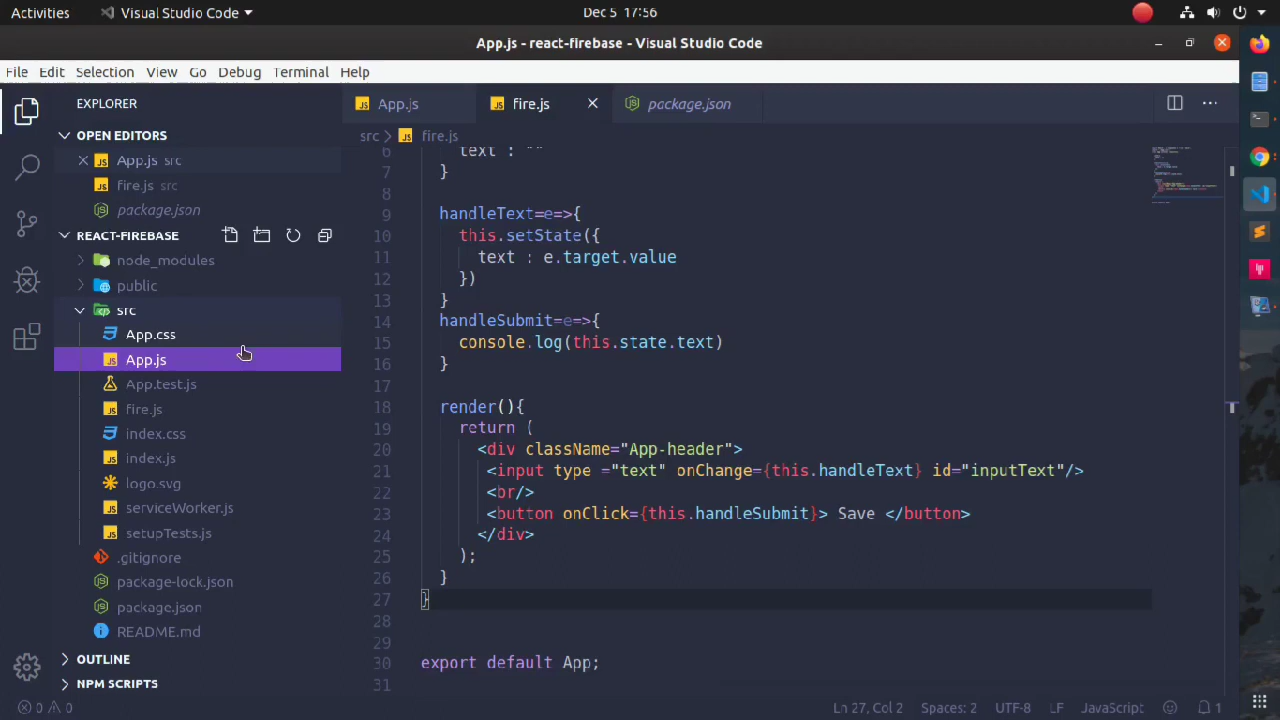 Activities
Visual Studio Code
Dec 5 17:56
App.js - react-firebase - Visual Studio Code
File Edit Selection View Go Debug Terminal Help
EXPLORER
OPEN EDITORS
App.js src
fire.js src
package.json
REACT-FIREBASE
node_modules
public
src
App.css
App.js
App.test.js
fire.js
index.css
index.js
logo.svg
serviceWorker.js
setupTests.js
.gitignore
package-lock.json
package.json
README.md
OUTLINE
NPM SCRIPTS
App.js
fire.js
package.json
src > fire.js
6 text : ""
7 }
8
9 handleText=e=>{
10 this.setState({
11 text : e.target.value
12 })
13 }
14 handleSubmit=e=>{
15 console.log(this.state.text)
16 }
17
18 render(){
19 return (
20 <div className="App-header">
21 <input type ="text" onChange={this.handleText} id="inputText"/>
22 <br/>
23 <button onClick={this.handleSubmit}> Save </button>
24 </div>
25 );
26 }
27 }
28
29
30 export default App;
31
0 0
Ln 27, Col 2 Spaces: 2 UTF-8 LF JavaScript 1